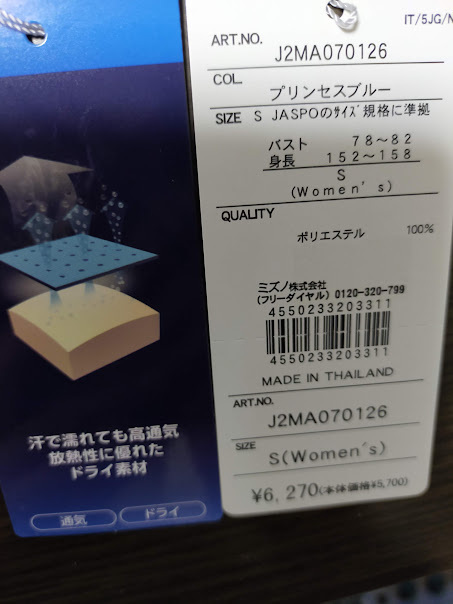 IT/5JG/N
ART.NO.
J2MA070126
COL.
プリンセスブルー
SIZE S JASPOのサイズ規格に準拠
バスト 78〜82
身長 152〜158
S
(Women's)
QUALITY
ポリエステル 100%
ミズノ株式会社
(フリーダイヤル) 0120-320-799
4550233203311
4550233203311
MADE IN THAILAND
ART.NO.
J2MA070126
SIZE
S(Women's)
¥6,270(本体価格¥5,700)
汗で濡れても高通気
放熱性に優れた
ドライ素材
通気 ドライ